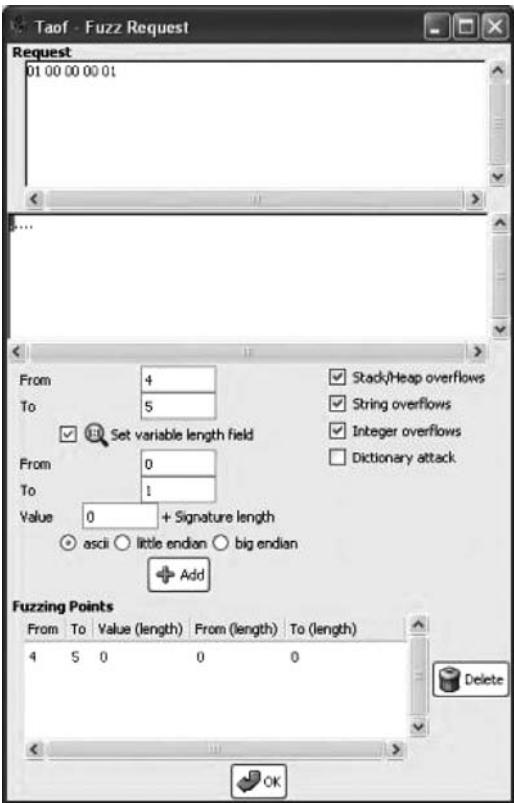 Taof - Fuzz Request
Request
01 00 00 00 01
.....
From 4
To 5
Set variable length field
From 0
To 1
Value 0 + Signature length
ascii little endian big endian
Stack/Heap overflows
String overflows
Integer overflows
Dictionary attack
Add
Fuzzing Points
From To Value (length) From (length) To (length)
4 5 0 0 0
Delete
OK